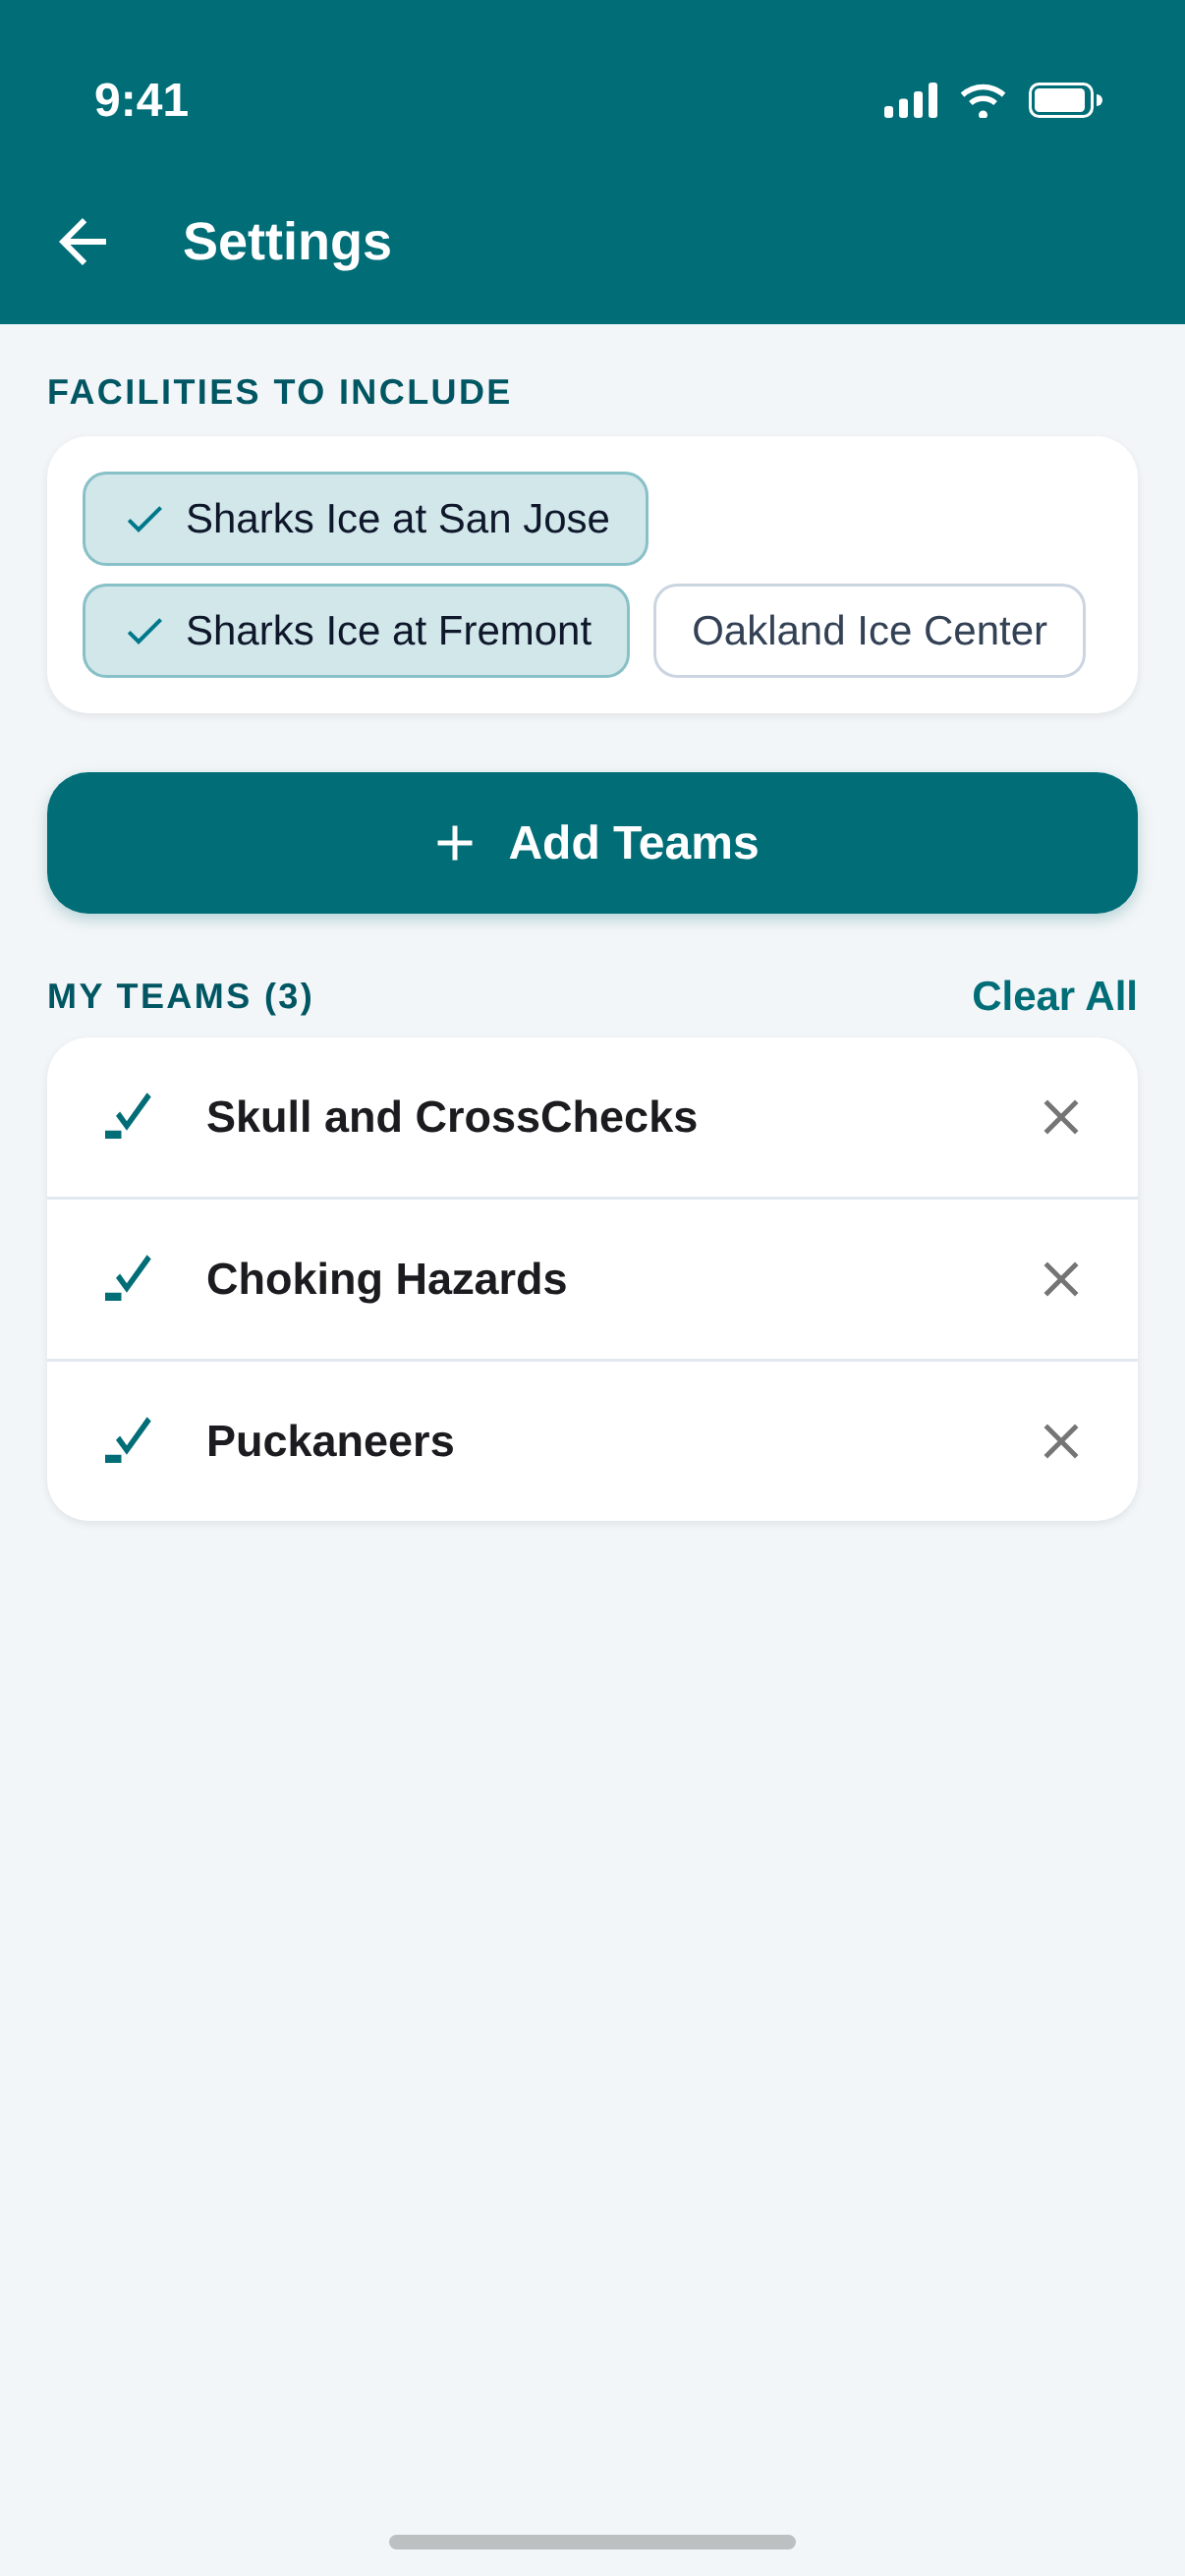 9:41
Settings
FACILITIES TO INCLUDE
Sharks Ice at San Jose
Sharks Ice at Fremont
Oakland Ice Center
Add Teams
MY TEAMS (3)
Clear All
Skull and CrossChecks
Choking Hazards
Puckaneers